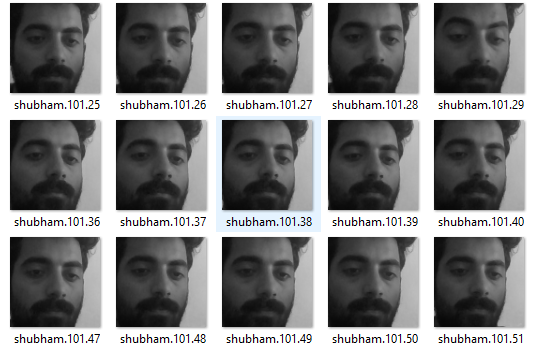 shubham.101.25 shubham.101.26 shubham.101.27 shubham.101.28 shubham.101.29
shubham.101.36 shubham.101.37 shubham.101.38 shubham.101.39 shubham.101.40
shubham.101.47 shubham.101.48 shubham.101.49 shubham.101.50 shubham.101.51